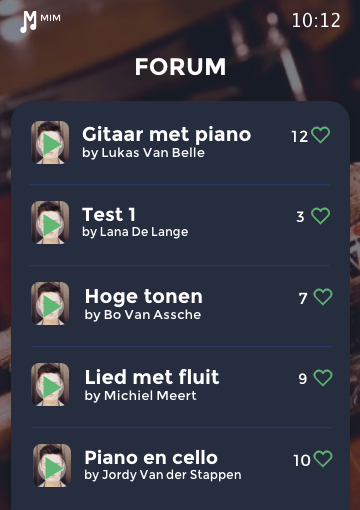 MIM
10:12
FORUM
Gitaar met piano
by Lukas Van Belle
12
Test 1
by Lana De Lange
3
Hoge tonen
by Bo Van Assche
7
Lied met fluit
by Michiel Meert
9
Piano en cello
by Jordy Van der Stappen
10